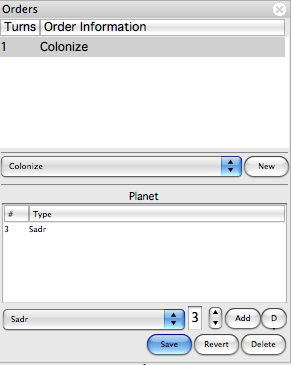 Orders
Turns Order Information
1 Colonize
Colonize New
Planet
# Type
3 Sadr
Sadr 3 Add D
Save Revert Delete